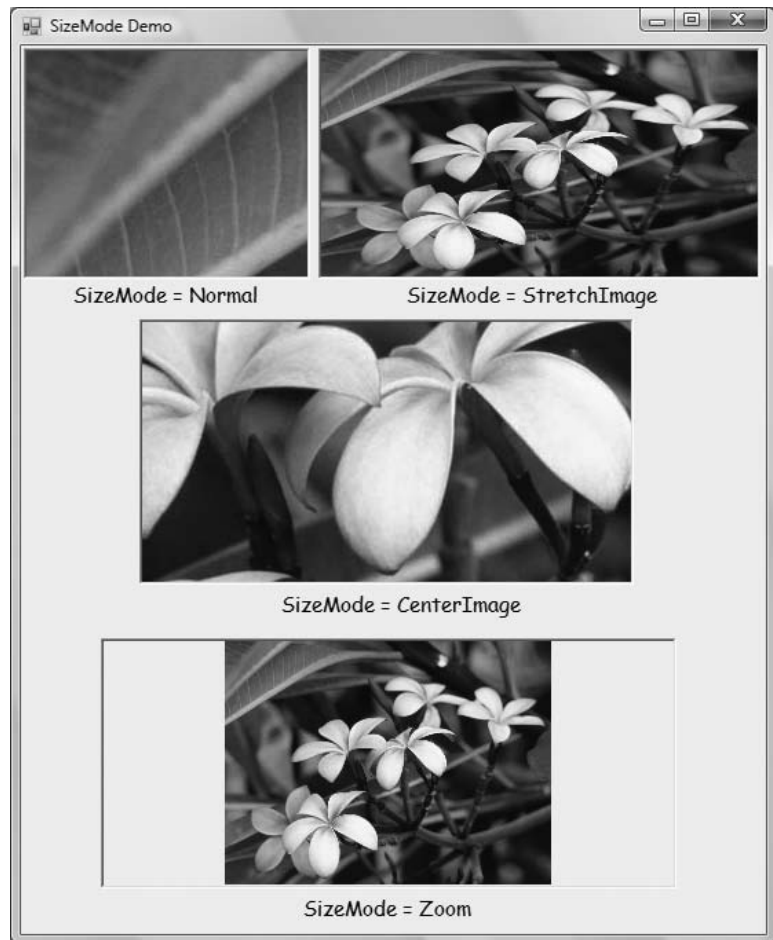 SizeMode Demo
SizeMode = Normal
SizeMode = StretchImage
SizeMode = CenterImage
SizeMode = Zoom